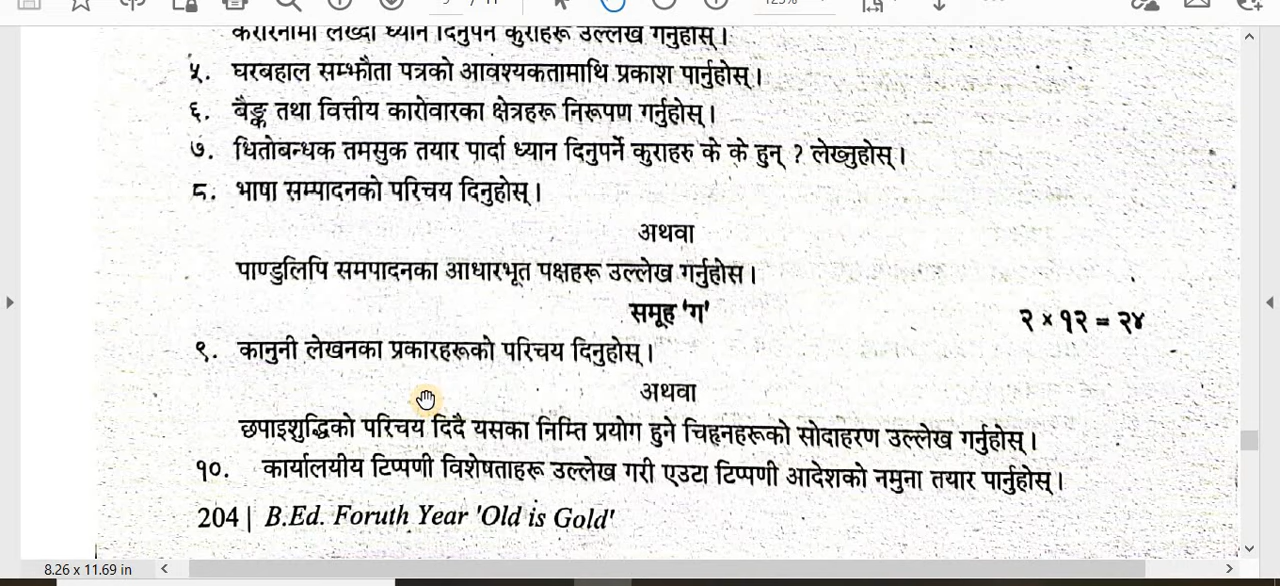 करारनामा लेख्दा ध्यान दिनुपर्ने कुराहरू उल्लेख गर्नुहोस् ।
५. घरबहाल सम्झौता पत्रको आवश्यकतामाथि प्रकाश पार्नुहोस् ।
६. बैङ्क तथा वित्तीय कारोवारका क्षेत्रहरू निरूपण गर्नुहोस् ।
७. धितोबन्धक तमसुक तयार पार्दा ध्यान दिनुपर्ने कुराहरु के के हुन् ? लेख्नुहोस् ।
८. भाषा सम्पादनको परिचय दिनुहोस् ।
अथवा
पाण्डुलिपि समपादनका आधारभूत पक्षहरू उल्लेख गर्नुहोस ।
समूह 'ग'
२ × १२ = २४
९. कानुनी लेखनका प्रकारहरूको परिचय दिनुहोस् ।
अथवा
छपाइशुद्धिको परिचय दिदै यसका निम्ति प्रयोग हुने चिह्नहरूको सोदाहरण उल्लेख गर्नुहोस् ।
१०. कार्यालयीय टिप्पणी विशेषताहरू उल्लेख गरी एउटा टिप्पणी आदेशको नमुना तयार पार्नुहोस् ।
204 | B.Ed. Foruth Year 'Old is Gold'
8.26 x 11.69 in